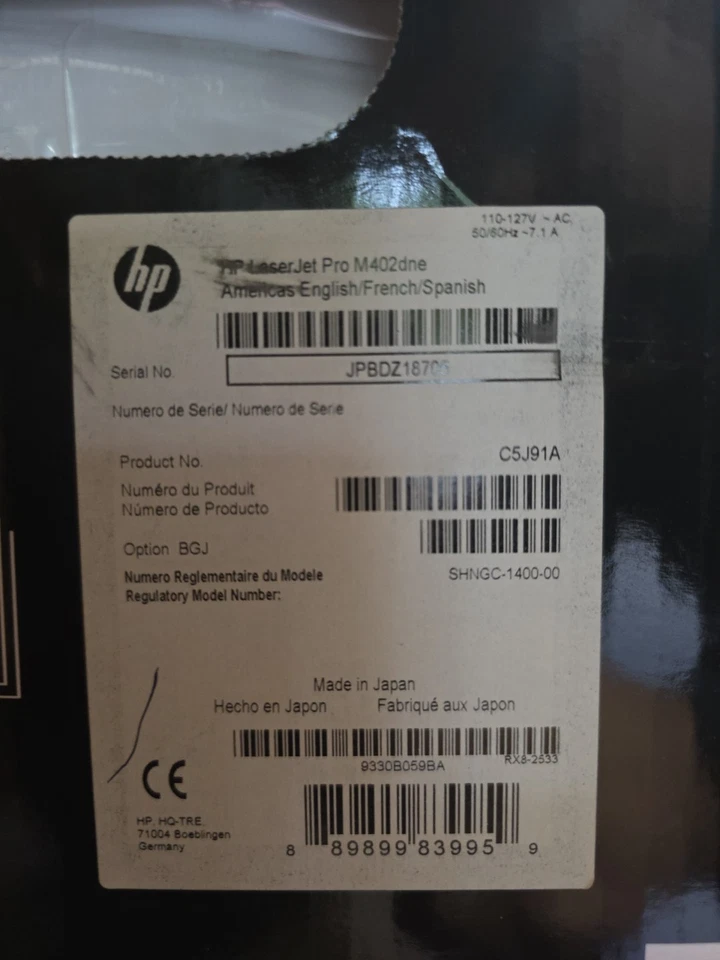 110-127V ~ AC
50/60Hz ~7.1 A
hp
HP LaserJet Pro M402dne
Americas English/French/Spanish
Serial No.
Numero de Serie/ Numero de Serie
Product No. C5J91A
Numéro du Produit
Número de Producto
Option BGJ
Numero Reglementaire du Modele SHNGC-1400-00
Regulatory Model Number:
Made in Japan
Hecho en Japon Fabriqué aux Japon
9330B059BA RX8-2533
CE
HP, HQ-TRE,
71004 Boeblingen
Germany
8 89899 83995 9